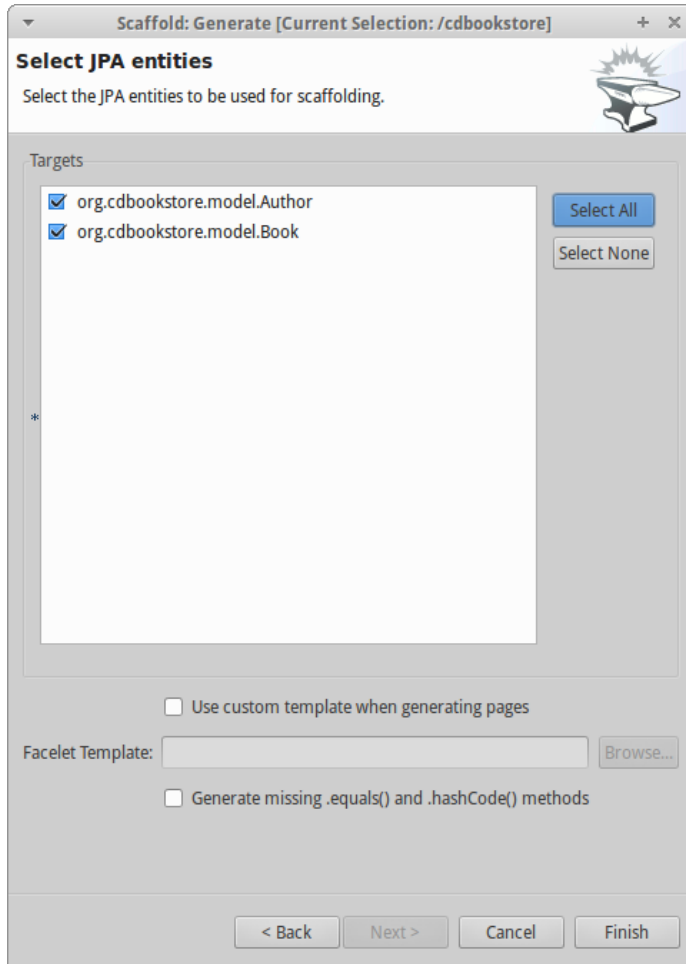 Scaffold: Generate [Current Selection: /cdbookstore]
Select JPA entities
Select the JPA entities to be used for scaffolding.
Targets
org.cdbookstore.model.Author
Select All
org.cdbookstore.model.Book
Select None
*
Use custom template when generating pages
Facelet Template: Browse...
Generate missing .equals() and .hashCode() methods
< Back Next > Cancel Finish